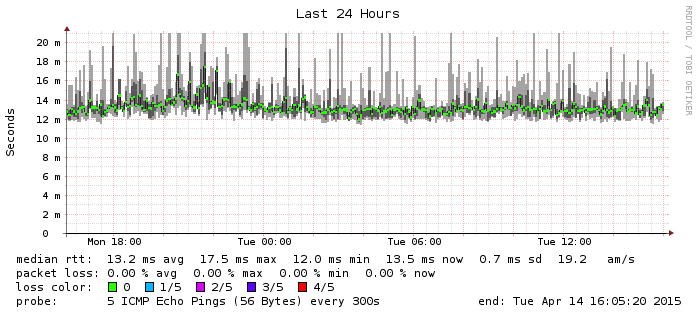 Last 24 Hours
RRDTOOL / TOBI OETIKER
Seconds
20 m
18 m
16 m
14 m
12 m
10 m
8 m
6 m
4 m
2 m
0
Mon 18:00 Tue 00:00 Tue 06:00 Tue 12:00
median rtt: 13.2 ms avg 17.5 ms max 12.0 ms min 13.5 ms now 0.7 ms sd 19.2 am/s
packet loss: 0.00 % avg 0.00 % max 0.00 % min 0.00 % now
loss color: 0 1/5 2/5 3/5 4/5
probe: 5 ICMP Echo Pings (56 Bytes) every 300s end: Tue Apr 14 16:05:20 2015